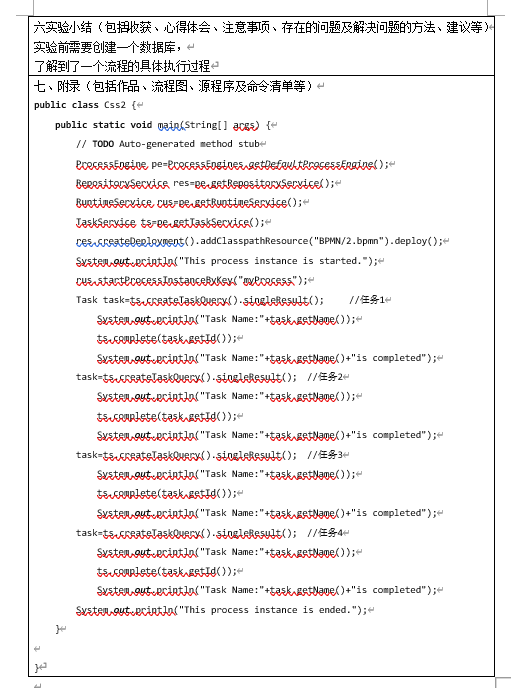 六实验小结（包括收获、心得体会、注意事项、存在的问题及解决问题的方法、建议等）
实验前需要创建一个数据库，
了解到了一个流程的具体执行过程
七、附录（包括作品、流程图、源程序及命令清单等）
public class Css2 {
    public static void main(String[] args) {
        // TODO Auto-generated method stub
        ProcessEngine pe=ProcessEngines.getDefaultProcessEngine();
        RepositoryService res=pe.getRepositoryService();
        RuntimeService rus=pe.getRuntimeService();
        TaskService ts=pe.getTaskService();
        res.createDeployment().addClasspathResource("BPMN/2.bpmn").deploy();
        System.out.println("This process instance is started.");
        rus.startProcessInstanceByKey("myProcess");
        Task task=ts.createTaskQuery().singleResult();     //任务1
            System.out.println("Task Name:"+task.getName());
            ts.complete(task.getId());
            System.out.println("Task Name:"+task.getName()+"is completed");
        task=ts.createTaskQuery().singleResult();  //任务2
            System.out.println("Task Name:"+task.getName());
            ts.complete(task.getId());
            System.out.println("Task Name:"+task.getName()+"is completed");
        task=ts.createTaskQuery().singleResult();  //任务3
            System.out.println("Task Name:"+task.getName());
            ts.complete(task.getId());
            System.out.println("Task Name:"+task.getName()+"is completed");
        task=ts.createTaskQuery().singleResult();  //任务4
            System.out.println("Task Name:"+task.getName());
            ts.complete(task.getId());
            System.out.println("Task Name:"+task.getName()+"is completed");
        System.out.println("This process instance is ended.");
    }
}